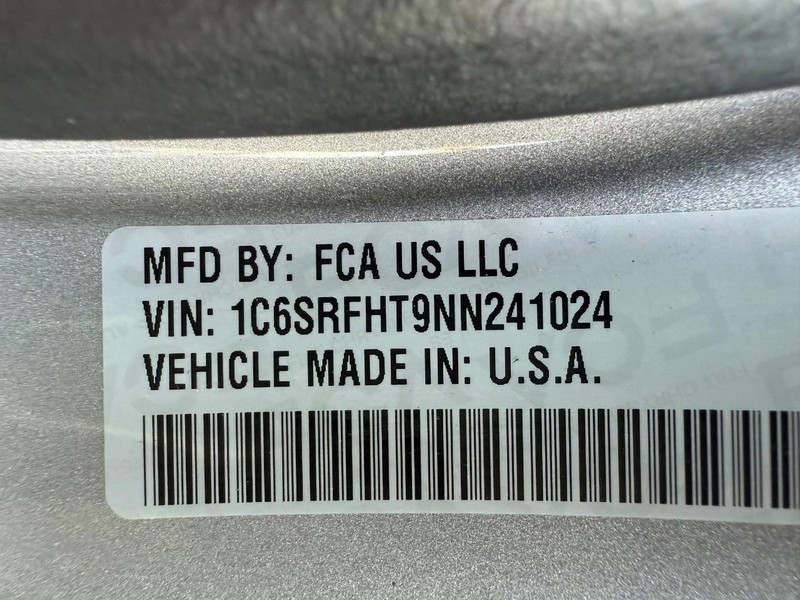 MFD BY: FCA US LLC
VIN: 1C6SRFHT9NN241024
VEHICLE MADE IN: U.S.A.